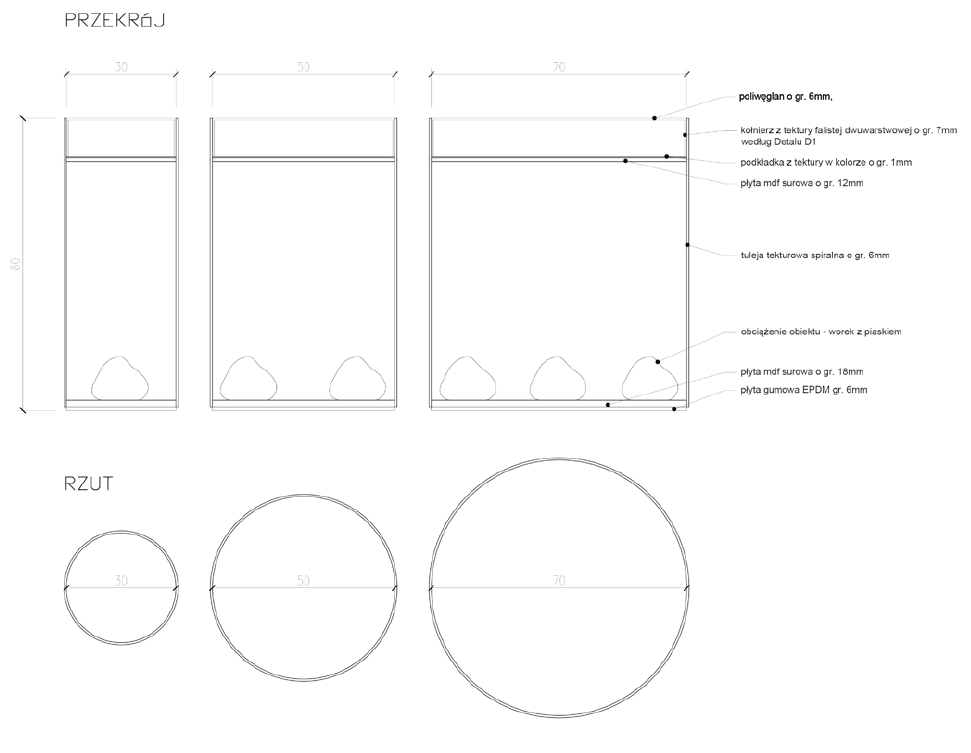 PRZEKRÓJ
30
50
70
80
poliwęglan o gr. 6mm,
kołnierz z tektury falistej dwuwarstwowej o gr. 7mm
według Detalu D1
podkładka z tektury w kolorze o gr. 1mm
płyta mdf surowa o gr. 12mm
tuleja tekturowa spiralna o gr. 6mm
obciążenie obiektu - worek z piaskiem
płyta mdf surowa o gr. 18mm
płyta gumowa EPDM gr. 6mm
RZUT
30
50
70